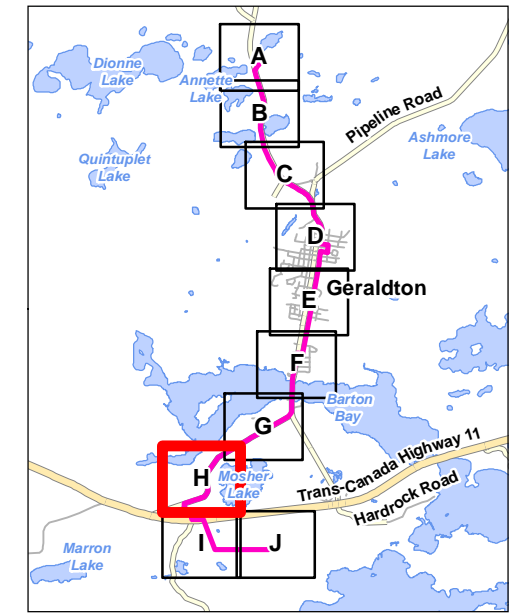 A
Dionne
Lake
Annette
Lake
B
Pipeline Road
Ashmore
Lake
Quintuplet
Lake
C
D
E
Geraldton
F
Barton
Bay
G
H
Mosher
Lake
Trans-Canada Highway 11
Hardrock Road
Marron
Lake
I
J